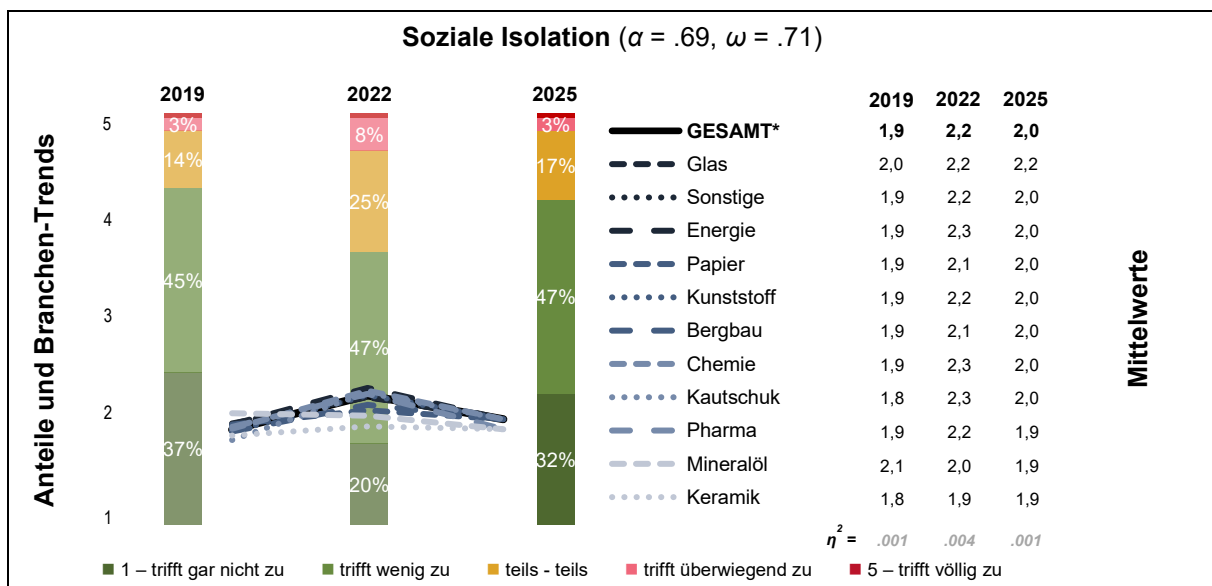 Soziale Isolation (α = .69, ω = .71)
Anteile und Branchen-Trends
2019 2022 2025
5
4
3
2
1
3%
14%
45%
37%
8%
25%
47%
20%
3%
17%
47%
32%
2019 2022 2025
GESAMT* 1,9 2,2 2,0
Glas 2,0 2,2 2,2
Sonstige 1,9 2,2 2,0
Energie 1,9 2,3 2,0
Papier 1,9 2,1 2,0
Kunststoff 1,9 2,2 2,0
Bergbau 1,9 2,1 2,0
Chemie 1,9 2,3 2,0
Kautschuk 1,8 2,3 2,0
Pharma 1,9 2,2 1,9
Mineralöl 2,1 2,0 1,9
Keramik 1,8 1,9 1,9
η² = .001 .004 .001
Mittelwerte
1 – trifft gar nicht zu trifft wenig zu teils - teils trifft überwiegend zu 5 – trifft völlig zu